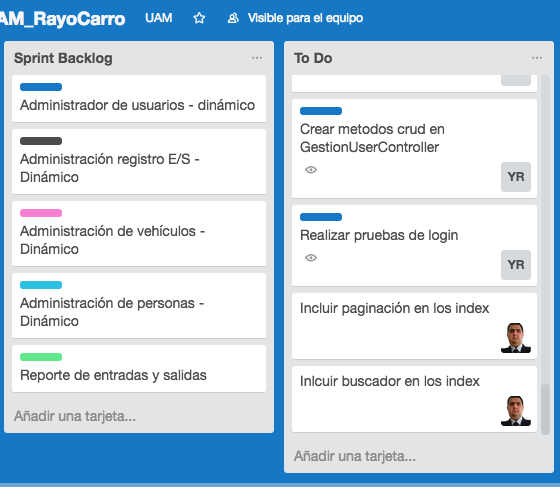 AM_RayoCarro
UAM
Visible para el equipo
Sprint Backlog
Administrador de usuarios - dinámico
Administración registro E/S -
Dinámico
Administración de vehículos -
Dinámico
Administración de personas -
Dinámico
Reporte de entradas y salidas
Añadir una tarjeta...
To Do
Crear metodos crud en
GestionUserController
YR
Realizar pruebas de login
YR
Incluir paginación en los index
Inlcuir buscador en los index
Añadir una tarjeta...